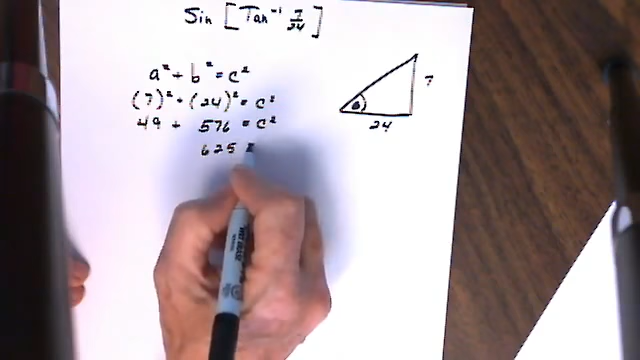 Sin [Tan⁻¹ 7/24]
a² + b² = c²
(7)² + (24)² = c²
49 + 576 = c²
625 =
7
θ
24